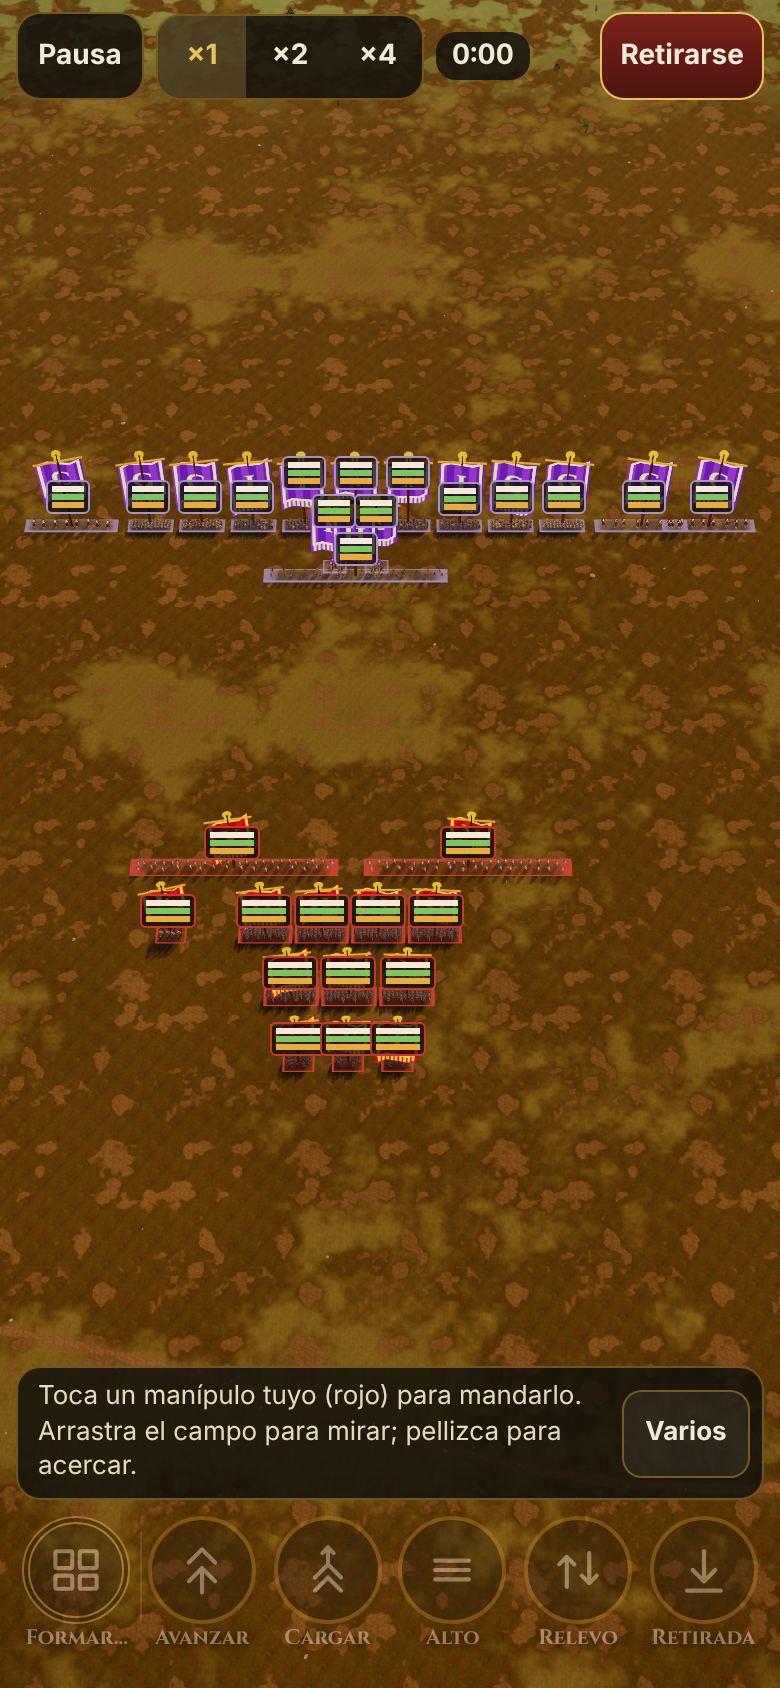 Pausa
×1
×2
×4
0:00
Retirarse
Toca un manípulo tuyo (rojo) para mandarlo.
Arrastra el campo para mirar; pellizca para
acercar.
Varios
Formar...
Avanzar
Cargar
Alto
Relevo
Retirada